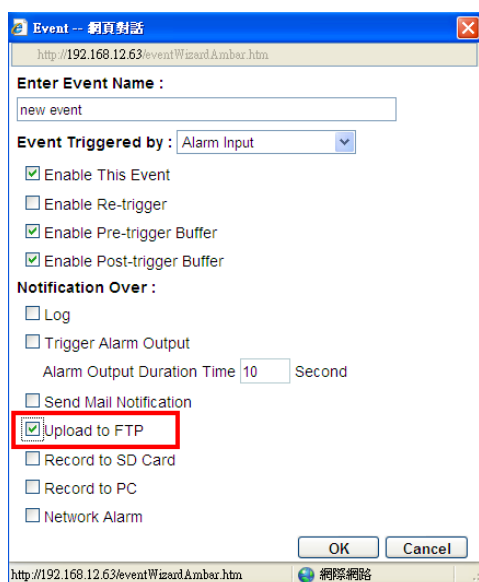 Event -- 網頁對話
http://192.168.12.63/eventWizardAmbar.htm
Enter Event Name :
new event
Event Triggered by : Alarm Input
Enable This Event
Enable Re-trigger
Enable Pre-trigger Buffer
Enable Post-trigger Buffer
Notification Over :
Log
Trigger Alarm Output
Alarm Output Duration Time 10 Second
Send Mail Notification
Upload to FTP
Record to SD Card
Record to PC
Network Alarm
OK Cancel
http://192.168.12.63/eventWizardAmbar.htm 網際網路